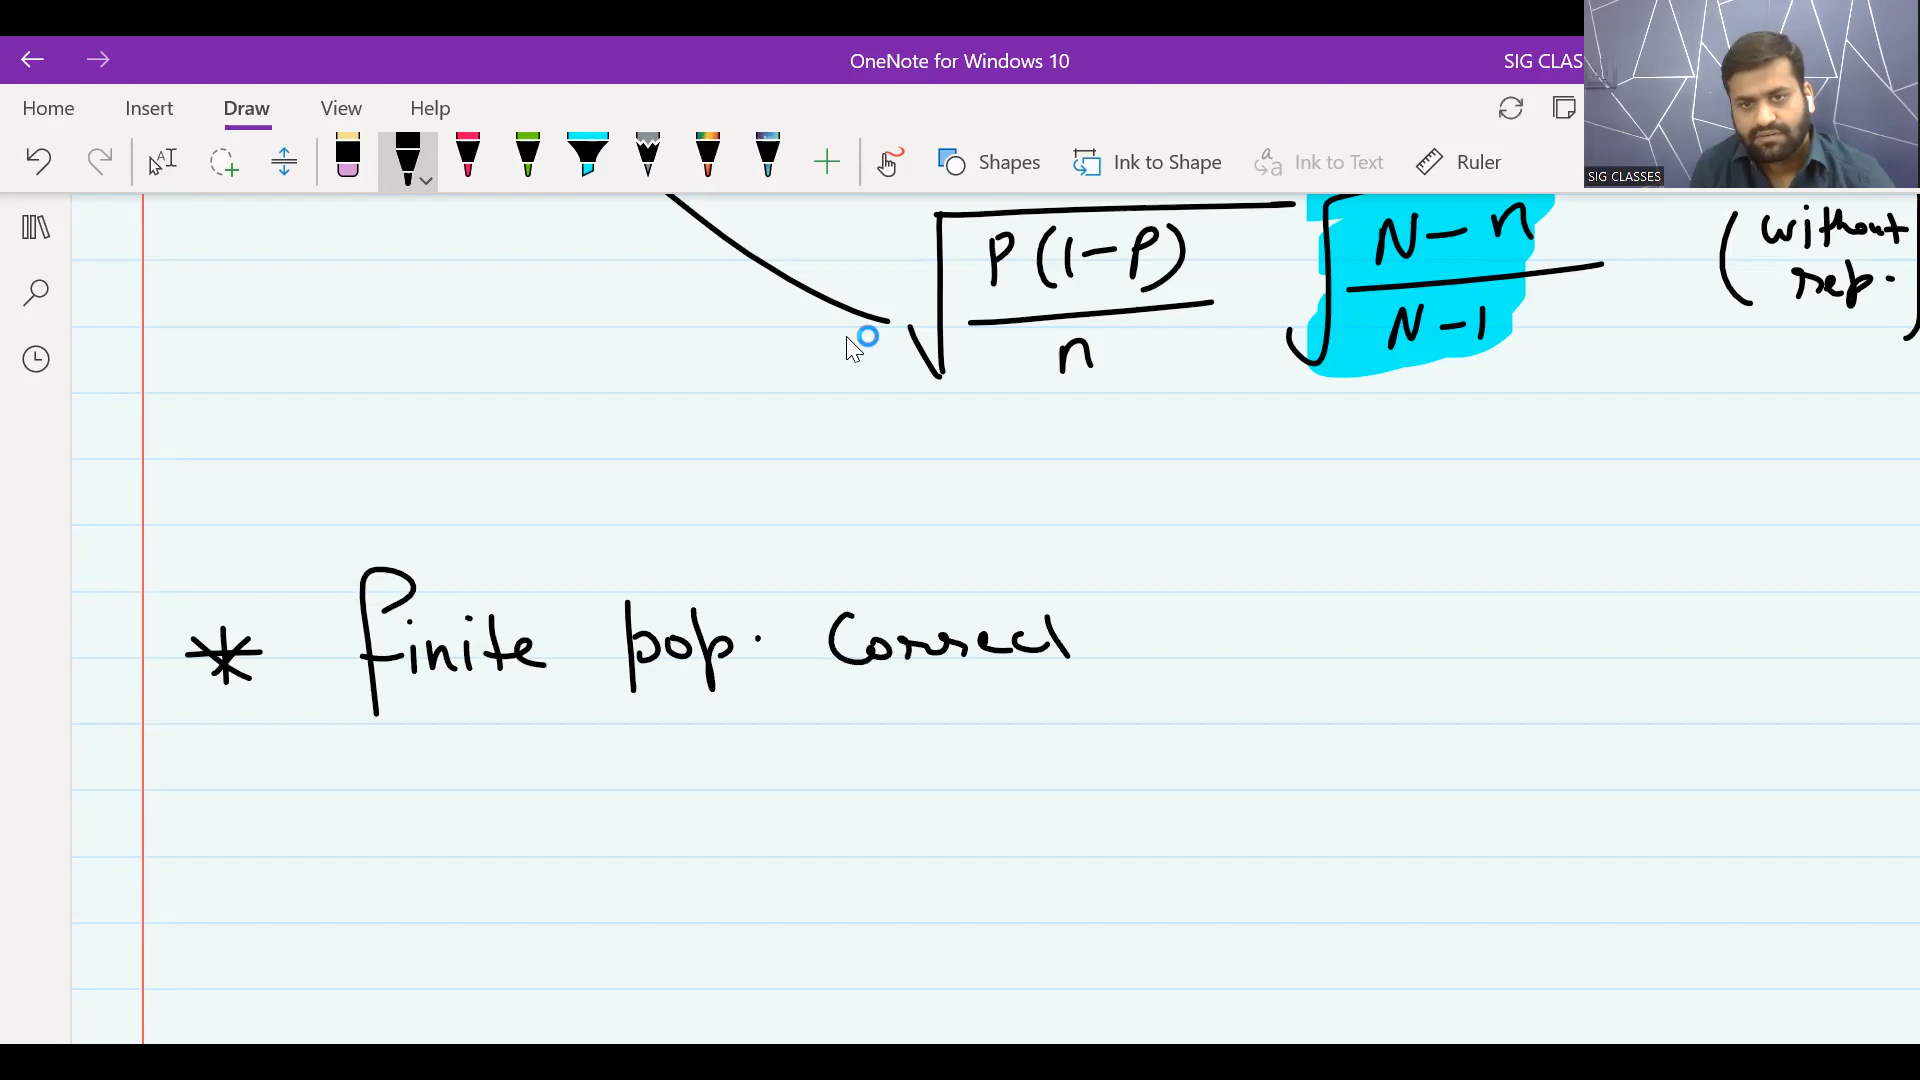 OneNote for Windows 10
SIG CLAS
Home Insert Draw View Help
Shapes Ink to Shape Ink to Text Ruler
SIG CLASSES
√P(1-P)/n √N-n/N-1 (without rep.)
* finite pop. Correct